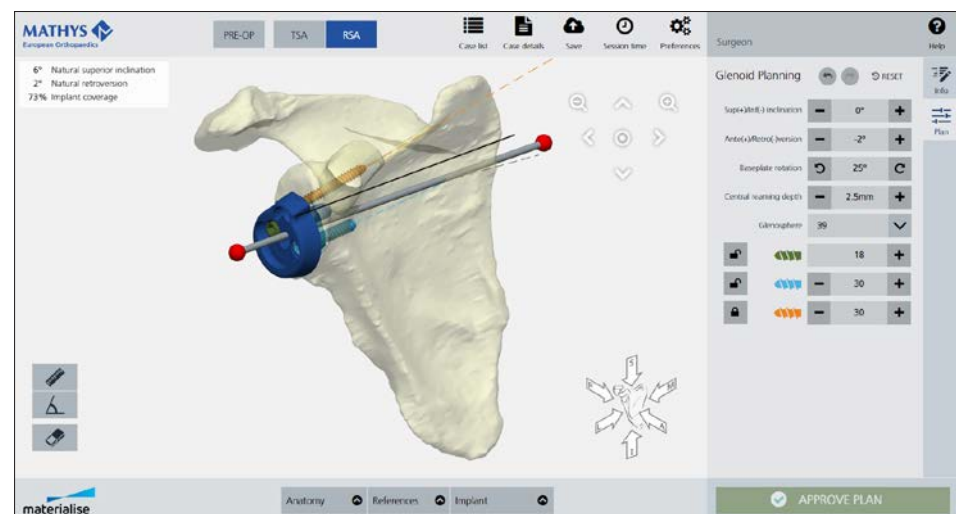 MATHYS
European Orthopaedics
PRE-OP
TSA
RSA
Case list
Case details
Save
Session time
Preferences
Surgeon
Help
6° Natural superior inclination
2° Natural retroversion
73% Implant coverage
Glenoid Planning
RESET
Info
Plan
Sup(+)/Inf(-) inclination
0°
Ante(+)/Retro(-)version
-2°
Baseplate rotation
25°
Central reaming depth
2.5mm
Glenosphere
39
18
30
30
S
P
M
L
A
I
materialise
Anatomy
References
Implant
APPROVE PLAN